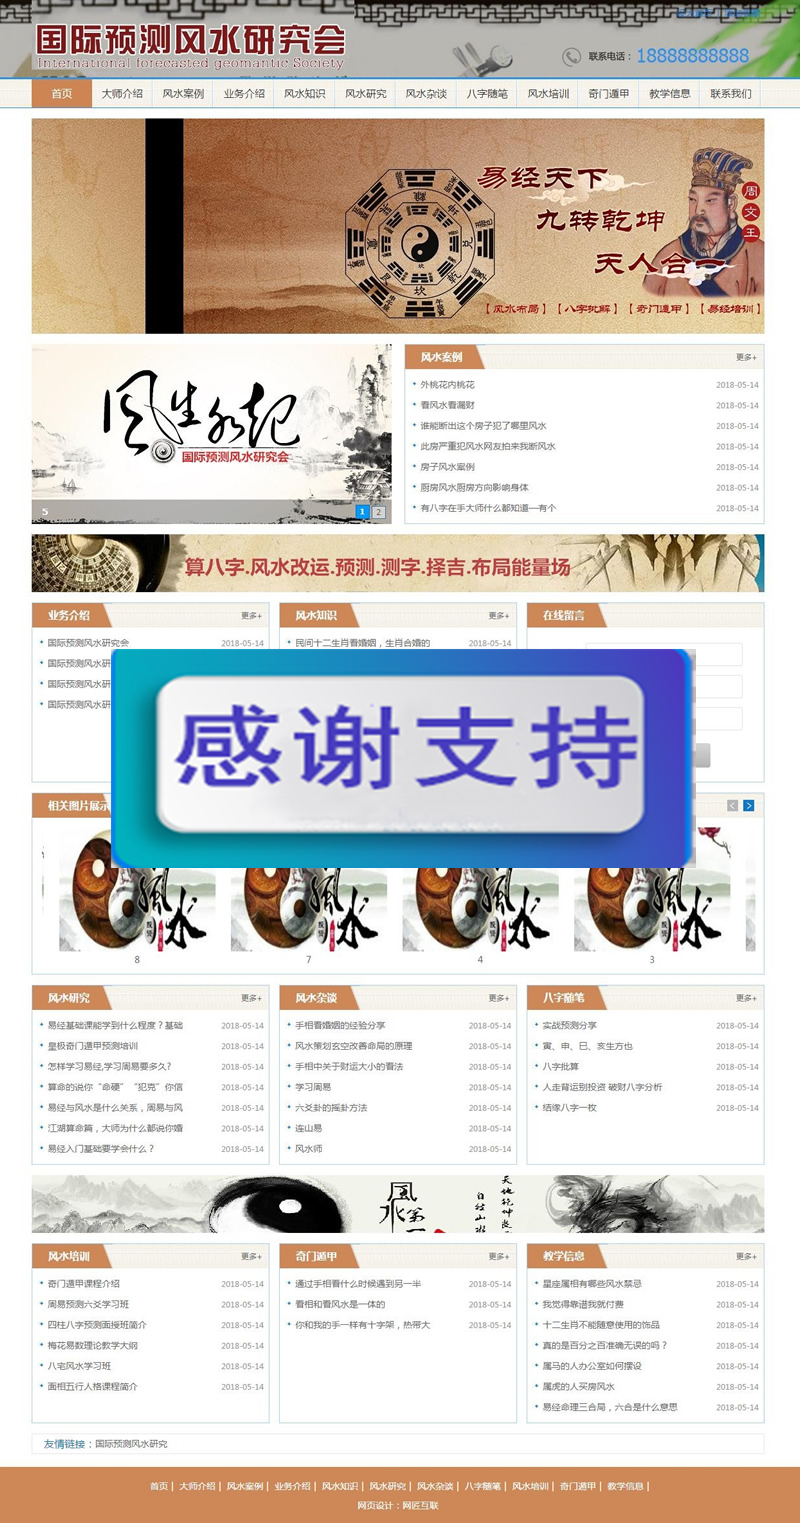 国际预测风水研究会
International forecasted geomantic Society
联系电话： 18888888888
首页 大师介绍 风水案例 业务介绍 风水知识 风水研究 风水杂谈 八字随笔 风水培训 奇门遁甲 教学信息 联系我们
易经天下
九转乾坤
天人合一
周文王
【风水布局】【八字批解】【奇门遁甲】【易经培训】
风生水起
国际预测风水研究会
5 1 2
风水案例 更多+
外桃花内桃花 2018-05-14
看风水看漏财 2018-05-14
谁能断出这个房子犯了哪里风水 2018-05-14
此房严重犯风水网友拍来我断风水 2018-05-14
房子风水案例 2018-05-14
厨房风水厨房方向影响身体 2018-05-14
有八字在手大师什么都知道—有个 2018-05-14
算八字.风水改运.预测.测字.择吉.布局能量场
业务介绍 更多+
国际预测风水研究会 2018-05-14
国际预测风水研
国际预测风水研
国际预测风水研
风水知识 更多+
民间十二生肖看婚姻，生肖合婚的 2018-05-14
在线留言
感谢支持
相关图片展示
8 7 4 3
风水研究 更多+
易经基础课能学到什么程度？基础 2018-05-14
皇极奇门遁甲预测培训 2018-05-14
怎样学习易经,学习周易要多久? 2018-05-14
算命的说你“命硬”“犯克”你信 2018-05-14
易经与风水是什么关系，周易与风 2018-05-14
江湖算命篇，大师为什么都说你婚 2018-05-14
易经入门基础要学会什么？ 2018-05-14
风水杂谈 更多+
手相看婚姻的经验分享 2018-05-14
风水策划玄空改善命局的原理 2018-05-14
手相中关于财运大小的看法 2018-05-14
学习周易 2018-05-14
六爻卦的摇卦方法 2018-05-14
连山易 2018-05-14
风水师 2018-05-14
八字随笔 更多+
实战预测分享 2018-05-14
寅、申、巳、亥生方也 2018-05-14
八字批算 2018-05-14
人走背运别投资 破财八字分析 2018-05-14
结缘八字一枚 2018-05-14
風水第一
风水培训 更多+
奇门遁甲课程介绍 2018-05-14
周易预测六爻学习班 2018-05-14
四柱八字预测面授班简介 2018-05-14
梅花易数理论教学大纲 2018-05-14
八宅风水学习班 2018-05-14
面相五行人格课程简介 2018-05-14
奇门遁甲 更多+
通过手相看什么时候遇到另一半 2018-05-14
看相和看风水是一体的 2018-05-14
你和我的手一样有十字架，热带大 2018-05-14
教学信息 更多+
星座属相有哪些风水禁忌 2018-05-14
我觉得靠谱我就付费 2018-05-14
十二生肖不能随意使用的饰品 2018-05-14
真的是百分之百准确无误的吗？ 2018-05-14
属马的人办公室如何摆设 2018-05-14
属虎的人买房风水 2018-05-14
易经命理三合局，六合是什么意思 2018-05-14
友情链接：国际预测风水研究
首页 | 大师介绍 | 风水案例 | 业务介绍 | 风水知识 | 风水研究 | 风水杂谈 | 八字随笔 | 风水培训 | 奇门遁甲 | 教学信息 |
网页设计：网匠互联